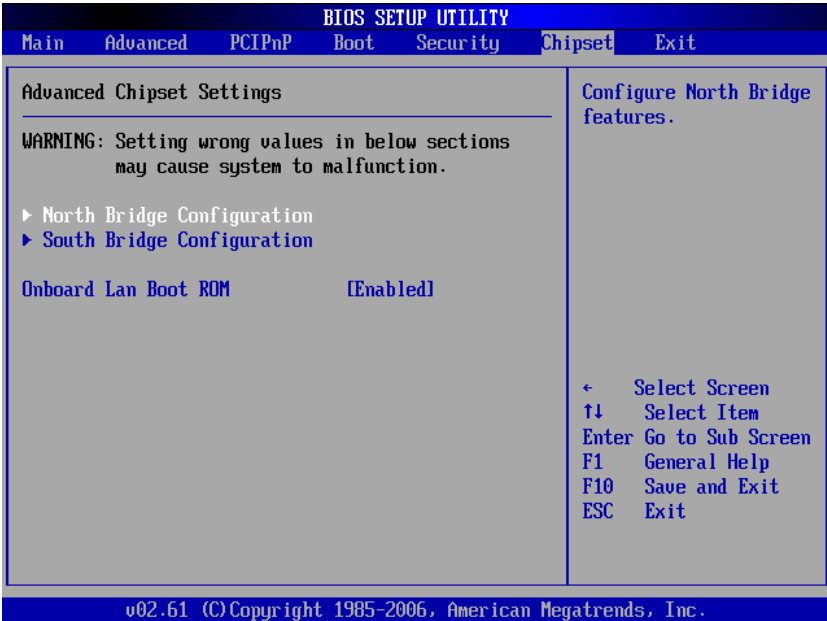 BIOS SETUP UTILITY
Main Advanced PCIPnP Boot Security Chipset Exit
Advanced Chipset Settings
WARNING: Setting wrong values in below sections
may cause system to malfunction.
▶ North Bridge Configuration
▶ South Bridge Configuration
Onboard Lan Boot ROM [Enabled]
Configure North Bridge
features.
← Select Screen
↑↓ Select Item
Enter Go to Sub Screen
F1 General Help
F10 Save and Exit
ESC Exit
v02.61 (C)Copyright 1985-2006, American Megatrends, Inc.